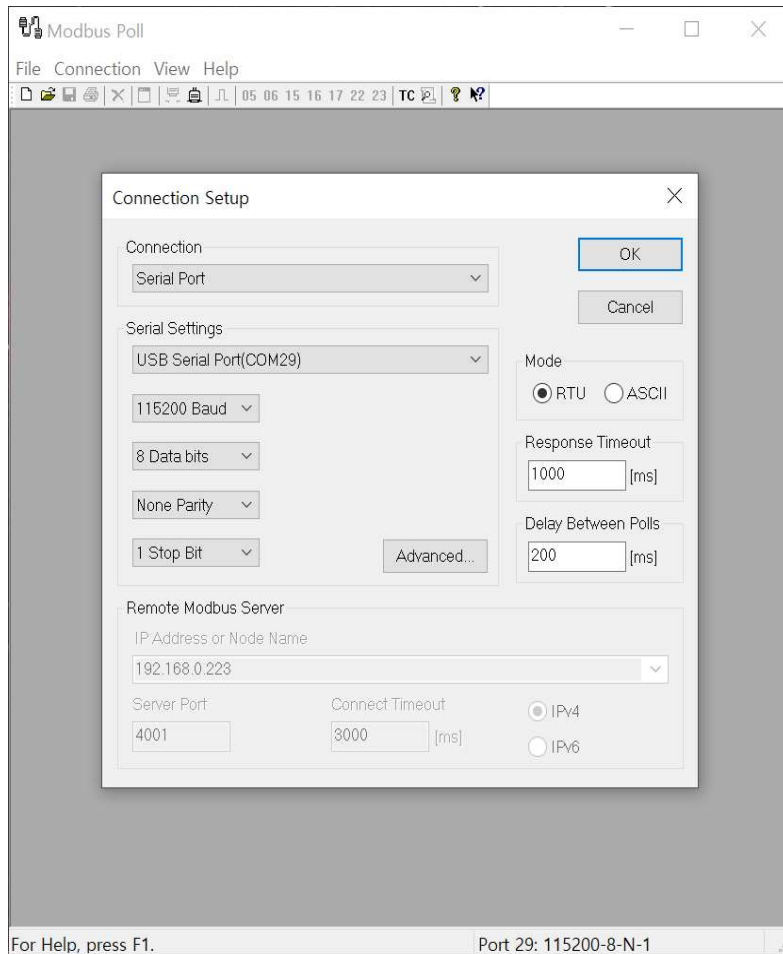 Modbus Poll
File Connection View Help
05 06 15 16 17 22 23 TC
Connection Setup
Connection
Serial Port
OK
Cancel
Serial Settings
USB Serial Port(COM29)
Mode
RTU ASCII
115200 Baud
8 Data bits
Response Timeout
1000 [ms]
None Parity
Delay Between Polls
1 Stop Bit
Advanced...
200 [ms]
Remote Modbus Server
IP Address or Node Name
192.168.0.223
Server Port
Connect Timeout
4001
3000 [ms]
IPv4
IPv6
For Help, press F1.
Port 29: 115200-8-N-1